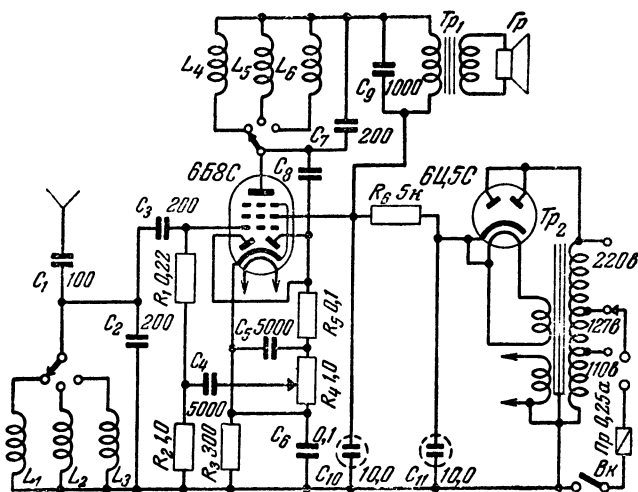 Тр₁ Гр
L₄ L₅ L₆
C₉ 1000
C₇ 200
6Б8С
C₈
6Ц5С
C₃ 200
R₆ 5к
Тр₂
C₁ 100
R₁ 0,22
220в
C₂ 200
R₅ 0,1
127в
C₅ 5000
110в
C₄ 5000
R₄ 1,0
Пр 0,25а
L₁ L₂ L₃
R₂ 1,0
R₃ 300
C₆ 0,1
C₁₀ 10,0
C₁₁ 10,0
Вк